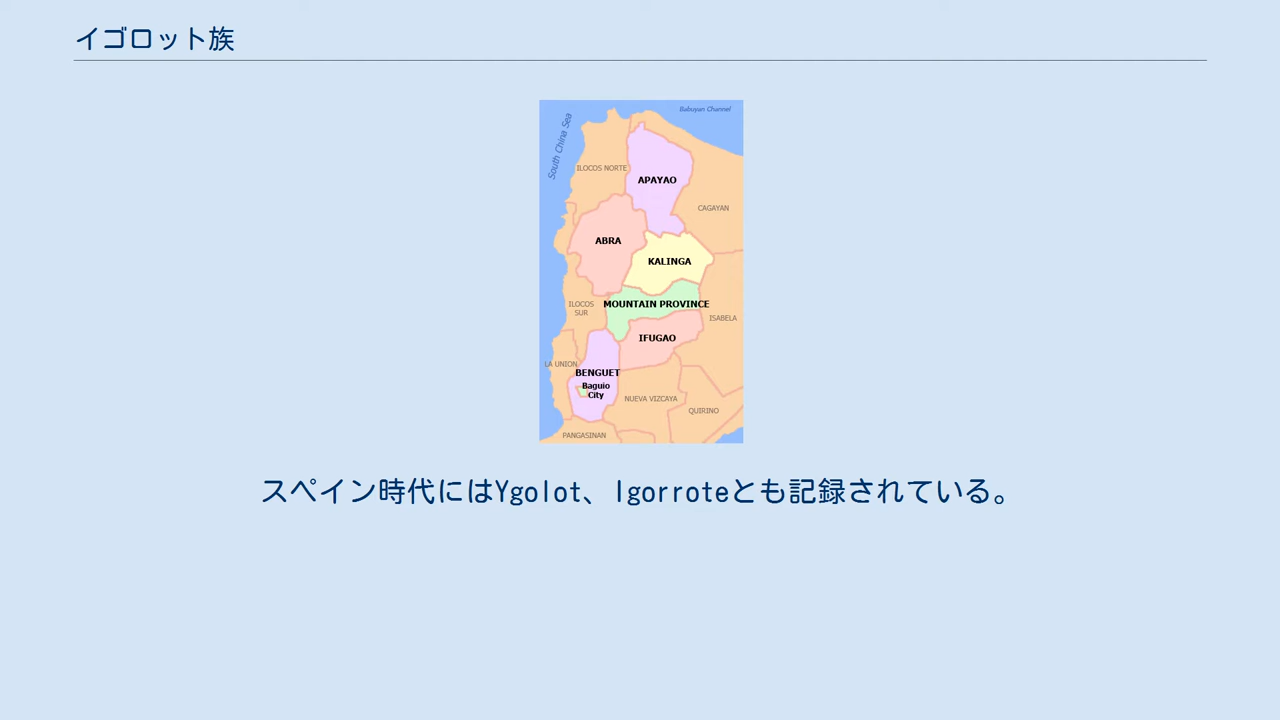 イゴロット族
Babuyan Channel
South China Sea
ILOCOS NORTE
APAYAO
CAGAYAN
ABRA
KALINGA
ILOCOS
SUR
MOUNTAIN PROVINCE
ISABELA
IFUGAO
LA UNION
BENGUET
Baguio
City
NUEVA VIZCAYA
QUIRINO
PANGASINAN
スペイン時代にはYgolot、Igorroteとも記録されている。